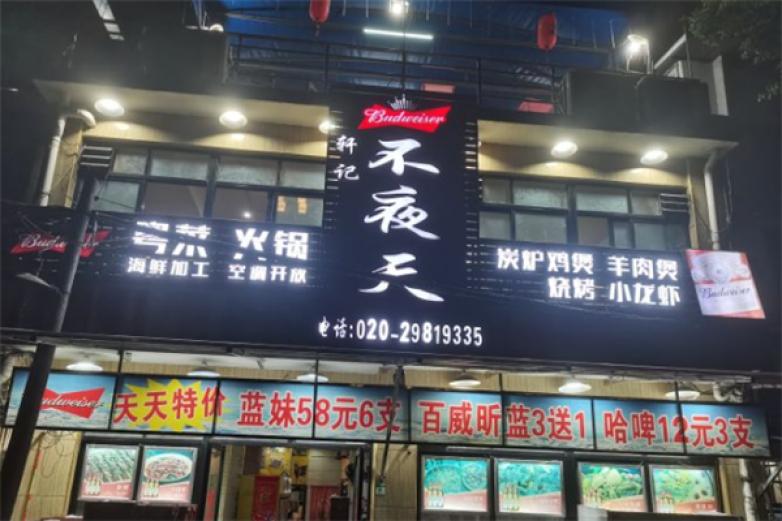 Budweiser
轩记
不夜天
Budweiser
粤菜 火锅
海鲜加工 空调开放
炭炉鸡煲 羊肉煲
烧烤 小龙虾
Budweiser
电话:020-29819335
Budweiser
天天特价
蓝妹58元6支
百威昕蓝3送1
哈啤12元3支